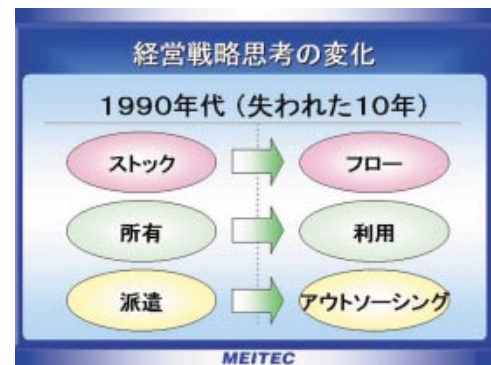 経営戦略思考の変化
1990年代（失われた10年）
ストック フロー
所有 利用
派遣 アウトソーシング
MEITEC